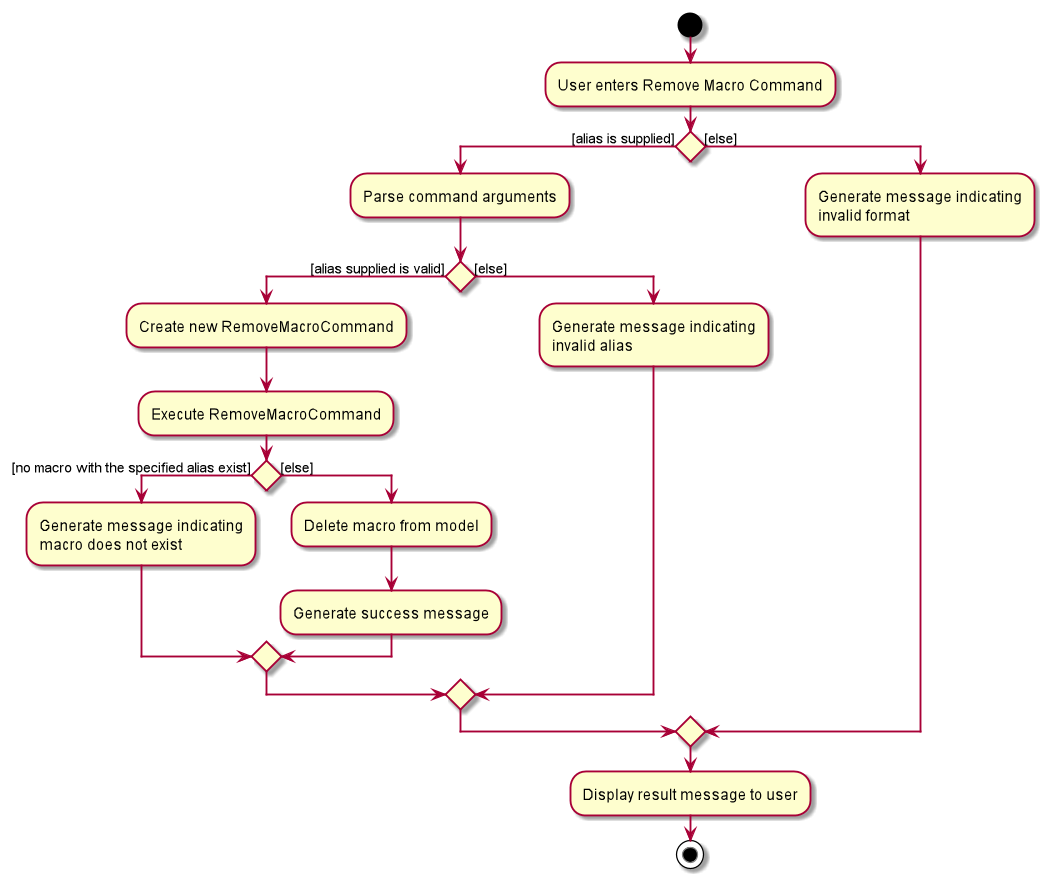 User enters Remove Macro Command
[alias is supplied]
[else]
Parse command arguments
Generate message indicating
invalid format
[alias supplied is valid]
[else]
Create new RemoveMacroCommand
Generate message indicating
invalid alias
Execute RemoveMacroCommand
[no macro with the specified alias exist]
[else]
Generate message indicating
macro does not exist
Delete macro from model
Generate success message
Display result message to user